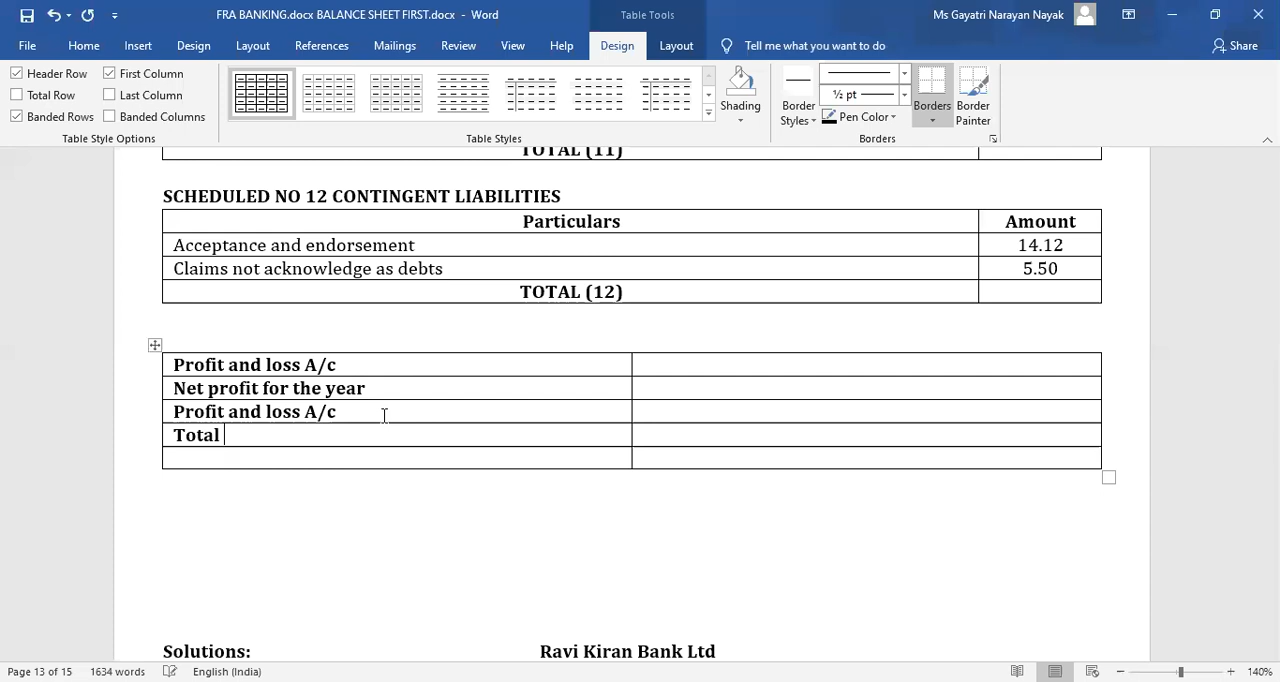 FRA BANKING.docx BALANCE SHEET FIRST.docx - Word
Table Tools
Ms Gayatri Narayan Nayak
File Home Insert Design Layout References Mailings Review View Help Design Layout Tell me what you want to do Share
Header Row First Column
Total Row Last Column
Banded Rows Banded Columns
Table Style Options
Table Styles
Shading
Border Styles
½ pt
Pen Color
Borders
Border Painter
Borders
TOTAL (11)
SCHEDULED NO 12 CONTINGENT LIABILITIES
Particulars Amount
Acceptance and endorsement 14.12
Claims not acknowledge as debts 5.50
TOTAL (12)
Profit and loss A/c
Net profit for the year
Profit and loss A/c
Total
Solutions: Ravi Kiran Bank Ltd
Page 13 of 15 1634 words English (India) 140%